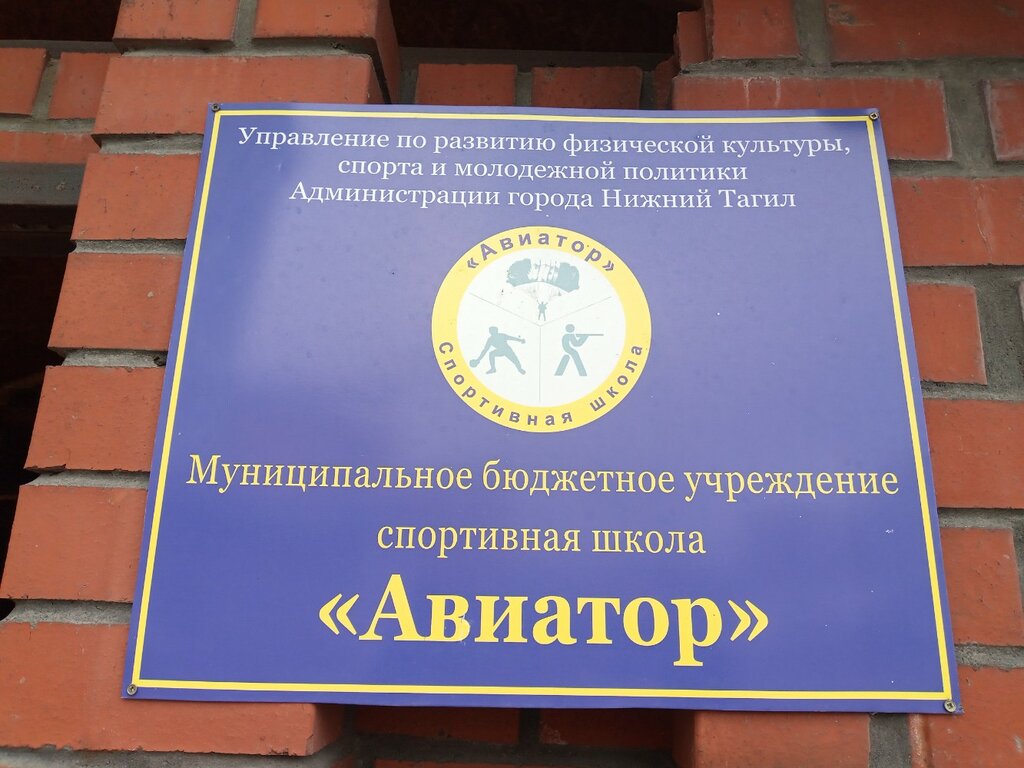 Управление по развитию физической культуры,
спорта и молодежной политики
Администрации города Нижний Тагил
«Авиатор»
Спортивная школа
Муниципальное бюджетное учреждение
спортивная школа
«Авиатор»